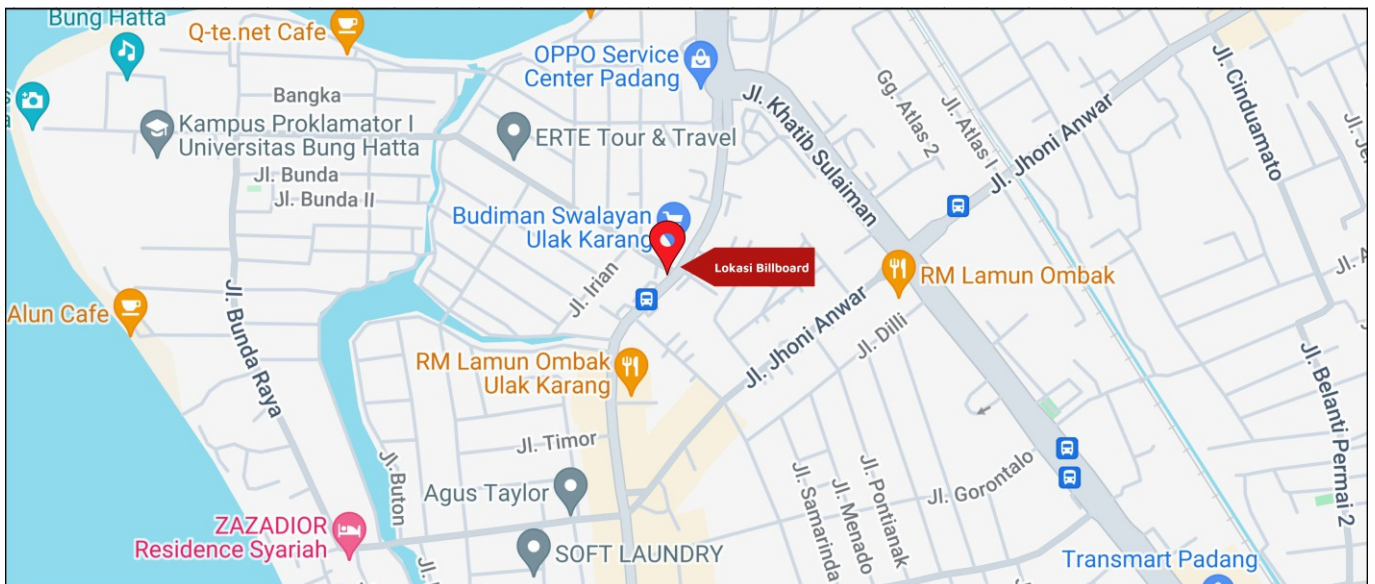 Bung Hatta
Q-te.net Cafe
OPPO Service
Center Padang
Bangka
Kampus Proklamator I
Universitas Bung Hatta
ERTE Tour & Travel
Jl. Bunda
Jl. Bunda II
Jl. Khatib Sulaiman
Gg. Atlas 2
Jl. Atlas I
Jl. Jhoni Anwar
Jl. Cinduamato
Budiman Swalayan
Ulak Karang
Lokasi Billboard
RM Lamun Ombak
Jl. Irian
Alun Cafe
Jl. Bunda Raya
Jl. Jhoni Anwar
Jl. Dilli
RM Lamun Ombak
Ulak Karang
Jl. Belanti Permai 2
Jl. Timor
Jl. Buton
Agus Taylor
Jl. Samarinda
Jl. Menado
Jl. Pontianak
Jl. Gorontalo
ZAZADIOR
Residence Syariah
SOFT LAUNDRY
Transmart Padang